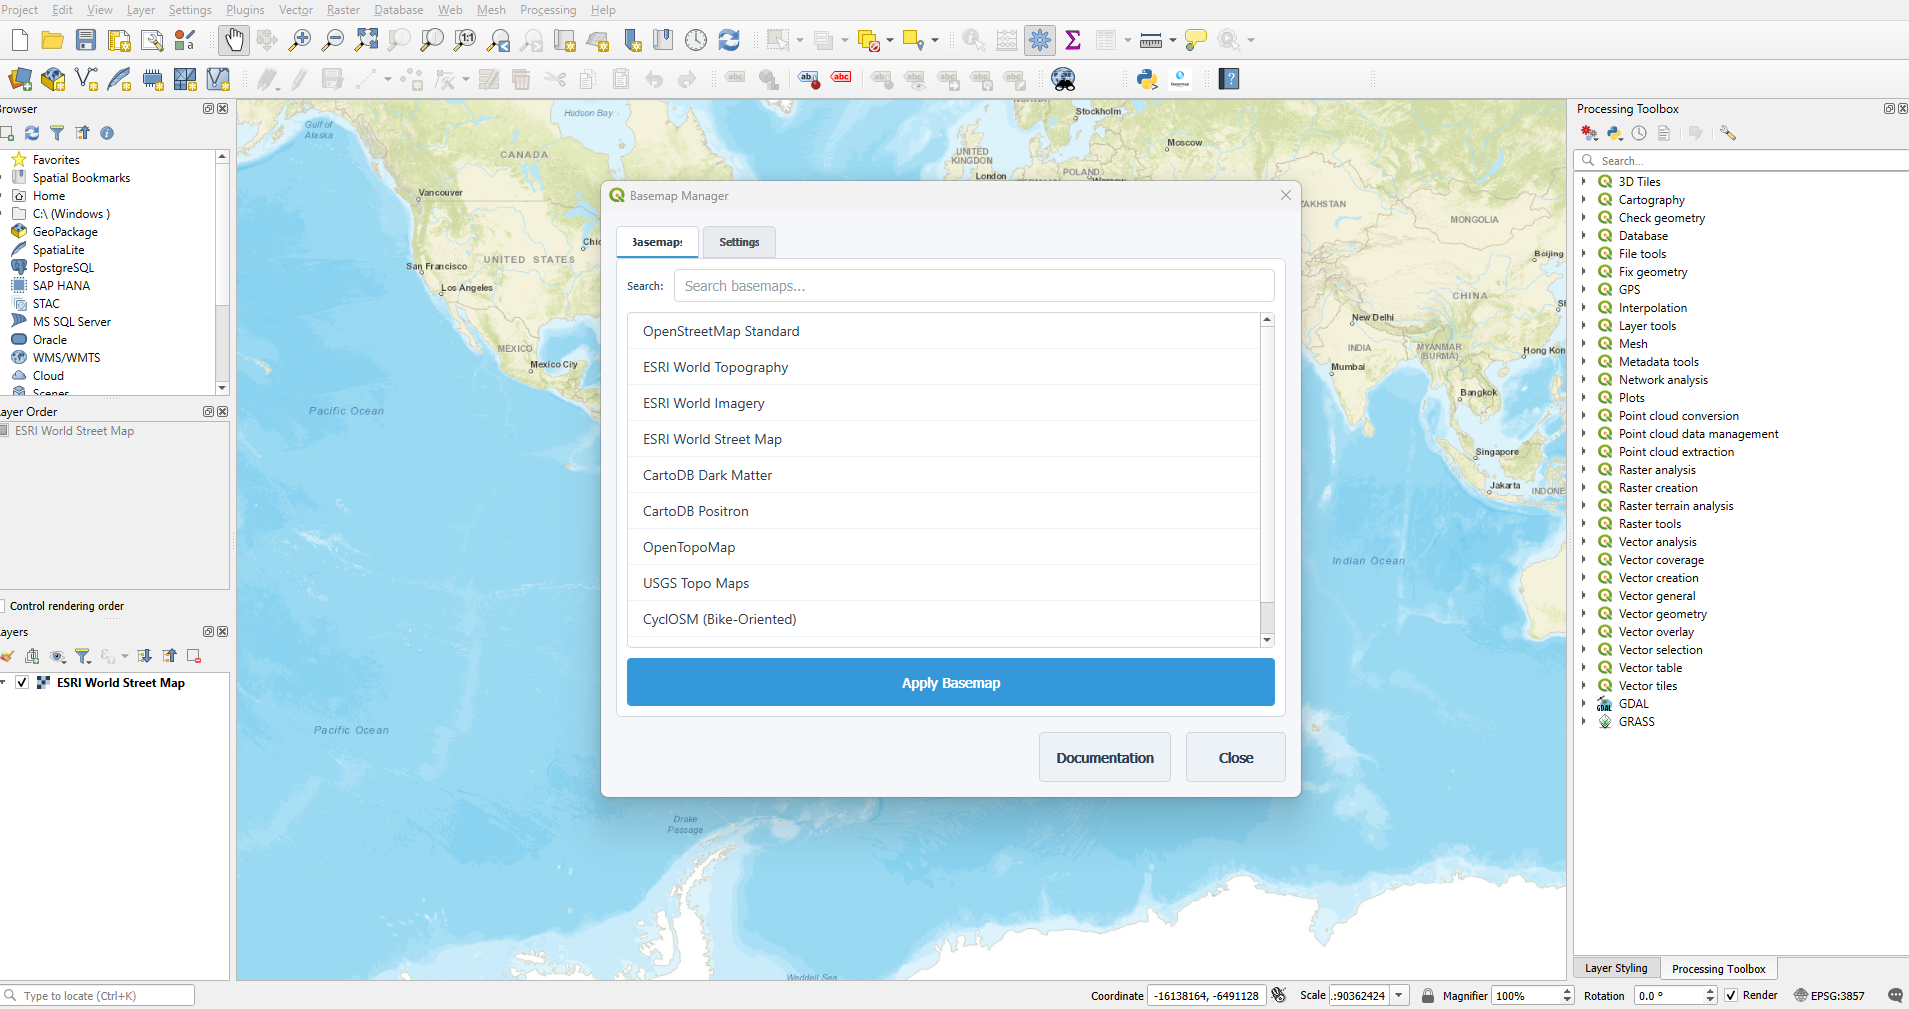 Project Edit View Layer Settings Plugins Vector Raster Database Web Mesh Processing Help
Browser
Favorites
Spatial Bookmarks
Home
C:\ (Windows )
GeoPackage
SpatiaLite
PostgreSQL
SAP HANA
STAC
MS SQL Server
Oracle
WMS/WMTS
Cloud
Scenes
ayer Order
ESRI World Street Map
Control rendering order
ayers
ESRI World Street Map
Type to locate (Ctrl+K)
Gulf of
Alaska
Hudson Bay
CANADA
Vancouver
Chic
UNITED STATES
San Francisco
Los Angeles
MEXICO
Mexico City
Pacific Ocean
Pacific Ocean
Drake
Passage
Weddell Sea
Stockholm
Moscow
UNITED
KINGDOM
London
POLAND
Warsaw
ZAKHSTAN
MONGOLIA
Beijing
CHINA
New Delhi
INDIA
MYANMAR
(BURMA)
Hong Kon
Mumbai
Bangkok
Singapore
Jakarta
INDONE
Indian Ocean
Basemap Manager
Basemaps
Settings
Search:
Search basemaps...
OpenStreetMap Standard
ESRI World Topography
ESRI World Imagery
ESRI World Street Map
CartoDB Dark Matter
CartoDB Positron
OpenTopoMap
USGS Topo Maps
CyclOSM (Bike-Oriented)
Apply Basemap
Documentation
Close
Processing Toolbox
Search...
3D Tiles
Cartography
Check geometry
Database
File tools
Fix geometry
GPS
Interpolation
Layer tools
Mesh
Metadata tools
Network analysis
Plots
Point cloud conversion
Point cloud data management
Point cloud extraction
Raster analysis
Raster creation
Raster terrain analysis
Raster tools
Vector analysis
Vector coverage
Vector creation
Vector general
Vector geometry
Vector overlay
Vector selection
Vector table
Vector tiles
GDAL
GRASS
Layer Styling
Processing Toolbox
Coordinate -16138164, -6491128 Scale .:90362424 Magnifier 100% Rotation 0.0 ° Render EPSG:3857